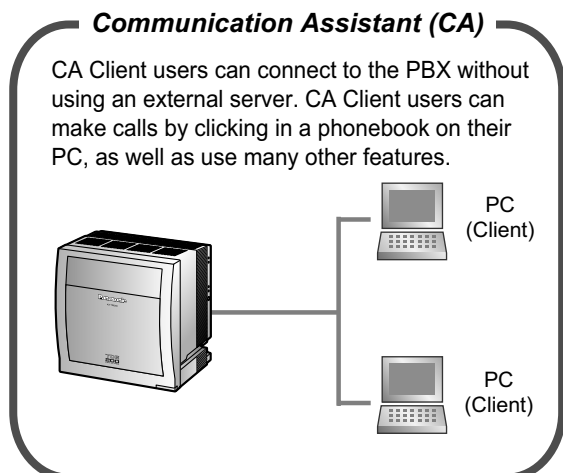 Communication Assistant (CA)
CA Client users can connect to the PBX without
using an external server. CA Client users can
make calls by clicking in a phonebook on their
PC, as well as use many other features.
PC
(Client)
Panasonic
PC
(Client)